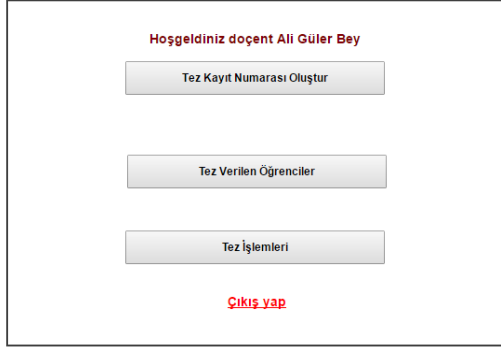 Hoşgeldiniz doçent Ali Güler Bey
Tez Kayıt Numarası Oluştur
Tez Verilen Öğrenciler
Tez İşlemleri
Çıkış yap